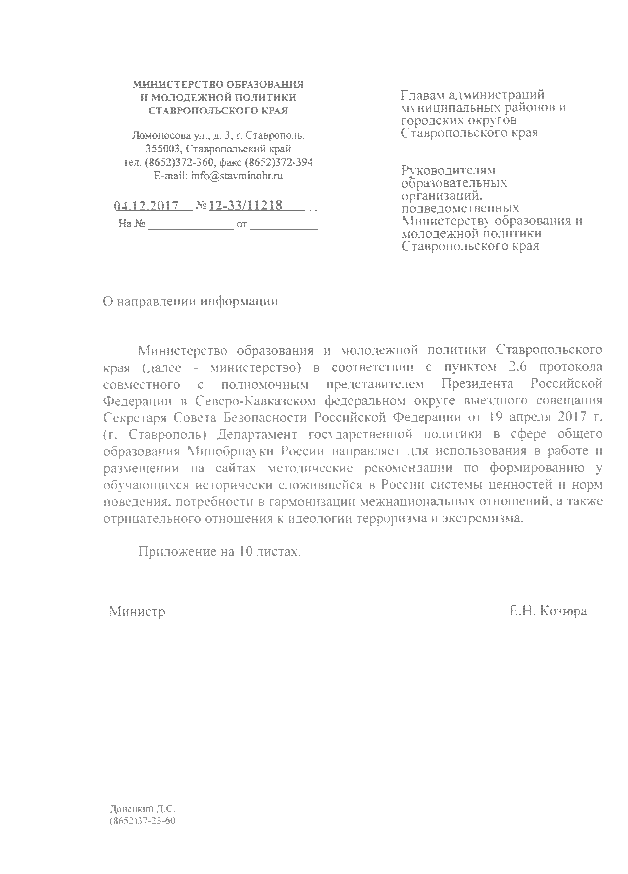 МИНИСТЕРСТВО ОБРАЗОВАНИЯ
И МОЛОДЕЖНОЙ ПОЛИТИКИ
СТАВРОПОЛЬСКОГО КРАЯ
Ломоносова ул., д. 3, г. Ставрополь,
355003, Ставропольский край
тел. (8652)372-360, факс (8652)372-394
E-mail: info@stavminobr.ru
04.12.2017 № 12-33/11218
На № от
Главам администраций
муниципальных районов и
городских округов
Ставропольского края
Руководителям
образовательных
организаций,
подведомственных
Министерству образования и
молодежной политики
Ставропольского края
О направлении информации
Министерство образования и молодежной политики Ставропольского
края (далее - министерство) в соответствии с пунктом 2.6 протокола
совместного с полномочным представителем Президента Российской
Федерации в Северо-Кавказском федеральном округе выездного совещания
Секретаря Совета Безопасности Российской Федерации от 19 апреля 2017 г.
(г. Ставрополь) Департамент государственной политики в сфере общего
образования Минобрнауки России направляет для использования в работе и
размещении на сайтах методические рекомендации по формированию у
обучающихся исторически сложившейся в России системы ценностей и норм
поведения, потребности в гармонизации межнациональных отношений, а также
отрицательного отношения к идеологии терроризма и экстремизма.
Приложение на 10 листах.
Министр
Е.Н. Козюра
Донецкий Д.С.
(8652)37-23-60